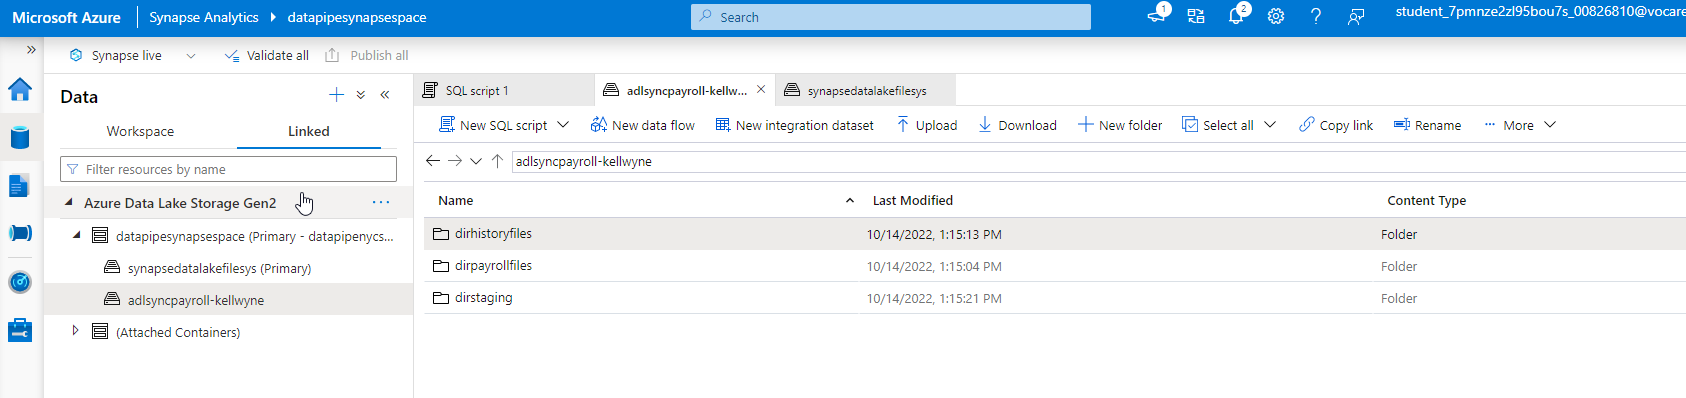 Microsoft Azure Synapse Analytics datapipesynapsespace Search 1 2 student_7pmnze2zl95bou7s_00826810@vocare
Synapse live Validate all Publish all
Data
Workspace Linked
Filter resources by name
Azure Data Lake Storage Gen2
datapipesynapsespace (Primary - datapipenycs...
synapsedatalakefilesys (Primary)
adlsyncpayroll-kellwyne
(Attached Containers)
SQL script 1 adlsyncpayroll-kellw... synapsedatalakefilesys
New SQL script New data flow New integration dataset Upload Download New folder Select all Copy link Rename More
adlsyncpayroll-kellwyne
Name Last Modified Content Type
dirhistoryfiles 10/14/2022, 1:15:13 PM Folder
dirpayrollfiles 10/14/2022, 1:15:04 PM Folder
dirstaging 10/14/2022, 1:15:21 PM Folder